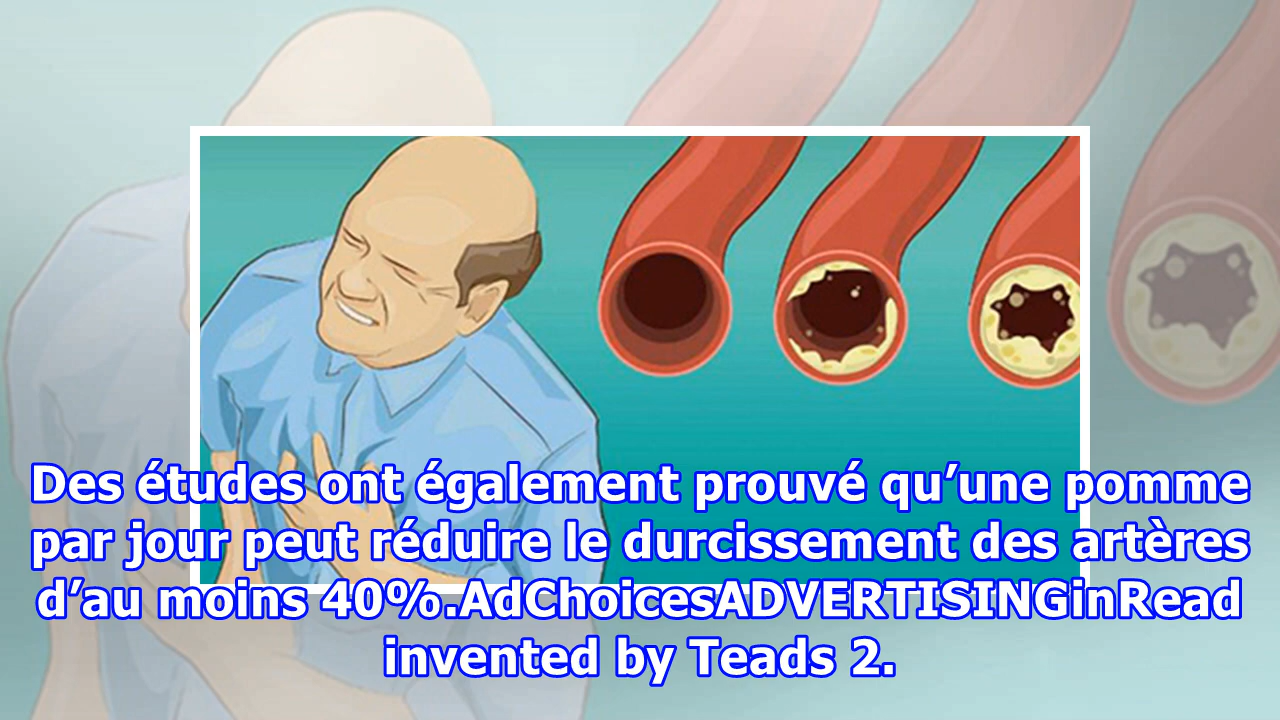 Des études ont également prouvé qu’une pomme
par jour peut réduire le durcissement des artères
d’au moins 40%.AdChoicesADVERTISINGinRead
invented by Teads 2.